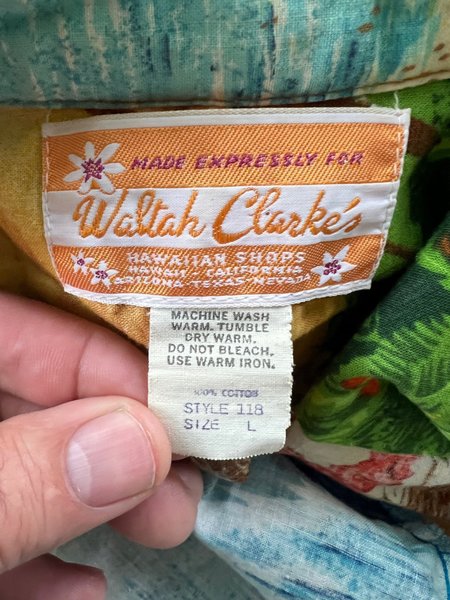 MADE EXPRESSLY FOR
Waltah Clarke's
HAWAIIAN SHOPS
HAWAII - CALIFORNIA
ARIZONA-TEXAS-NEVADA
MACHINE WASH
WARM. TUMBLE
DRY WARM.
DO NOT BLEACH.
USE WARM IRON.
100% COTTON
STYLE 118
SIZE L